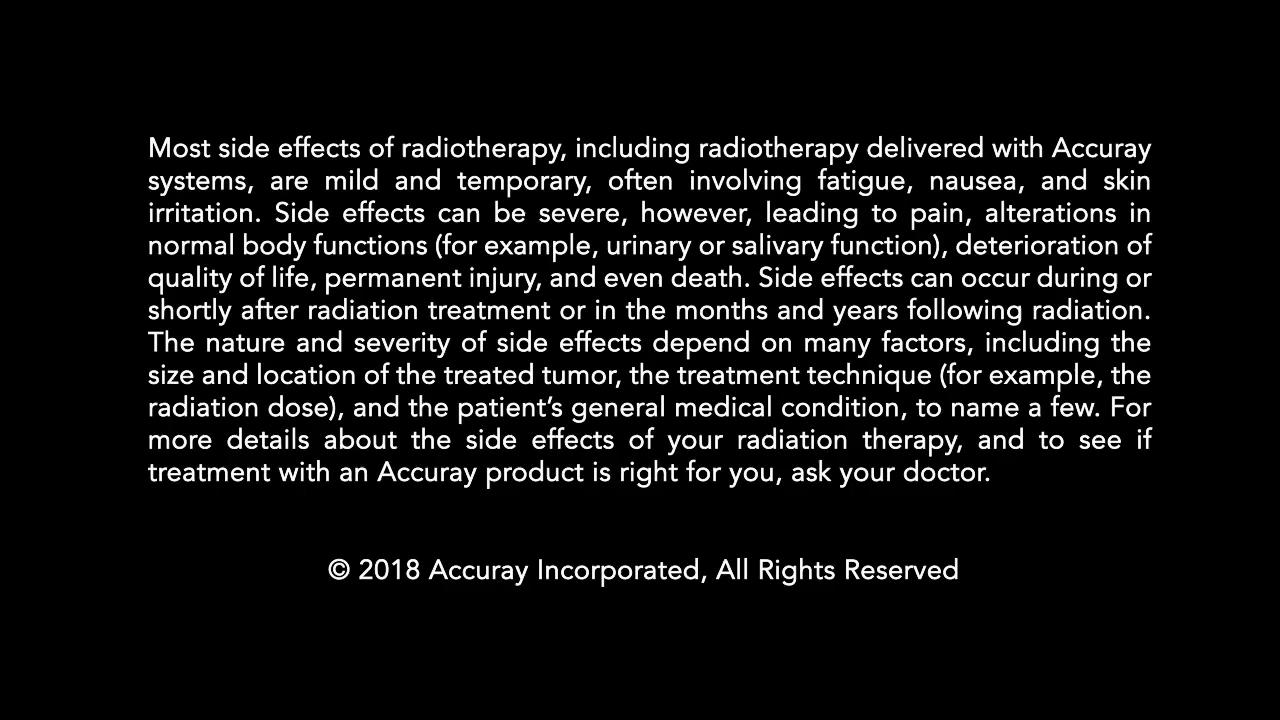 Most side effects of radiotherapy, including radiotherapy delivered with Accuray
systems, are mild and temporary, often involving fatigue, nausea, and skin
irritation. Side effects can be severe, however, leading to pain, alterations in
normal body functions (for example, urinary or salivary function), deterioration of
quality of life, permanent injury, and even death. Side effects can occur during or
shortly after radiation treatment or in the months and years following radiation.
The nature and severity of side effects depend on many factors, including the
size and location of the treated tumor, the treatment technique (for example, the
radiation dose), and the patient’s general medical condition, to name a few. For
more details about the side effects of your radiation therapy, and to see if
treatment with an Accuray product is right for you, ask your doctor.
© 2018 Accuray Incorporated, All Rights Reserved